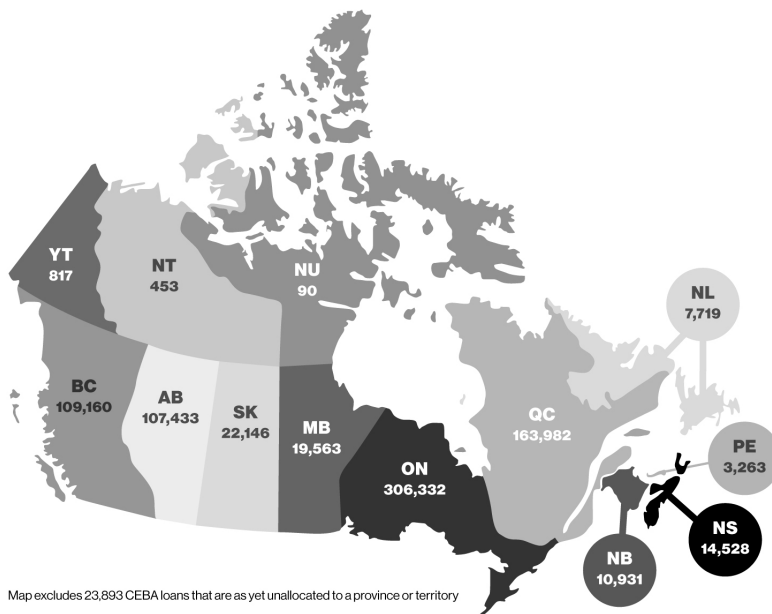 YT
817
NT
453
NU
90
NL
7,719
BC
109,160
AB
107,433
SK
22,146
MB
19,563
ON
306,332
QC
163,982
PE
3,263
NS
14,528
NB
10,931
Map excludes 23,893 CEBA loans that are as yet unallocated to a province or territory